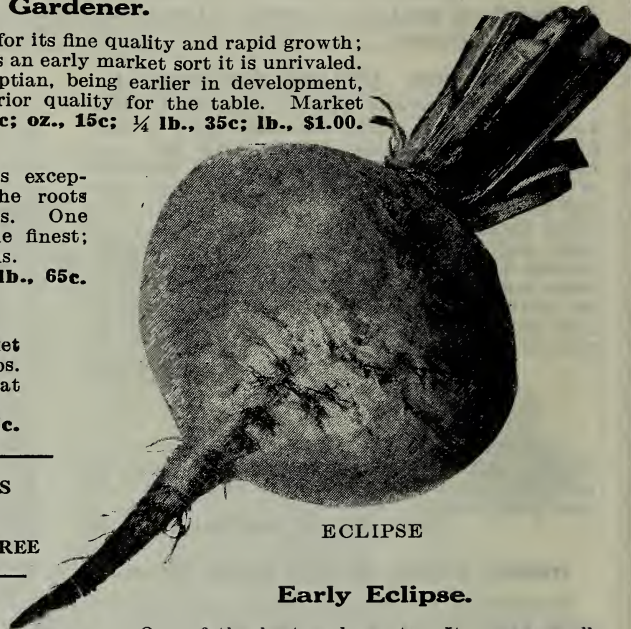 Gardener.
for its fine quality and rapid growth;
s an early market sort it is unrivaled.
ptian, being earlier in development,
rior quality for the table. Market
c; oz., 15c; ¼ lb., 35c; lb., $1.00.
s excep-
he roots
s. One
e finest;
s.
lb., 65c.
et
ps.
at
c.
S
REE
ECLIPSE
Early Eclipse.